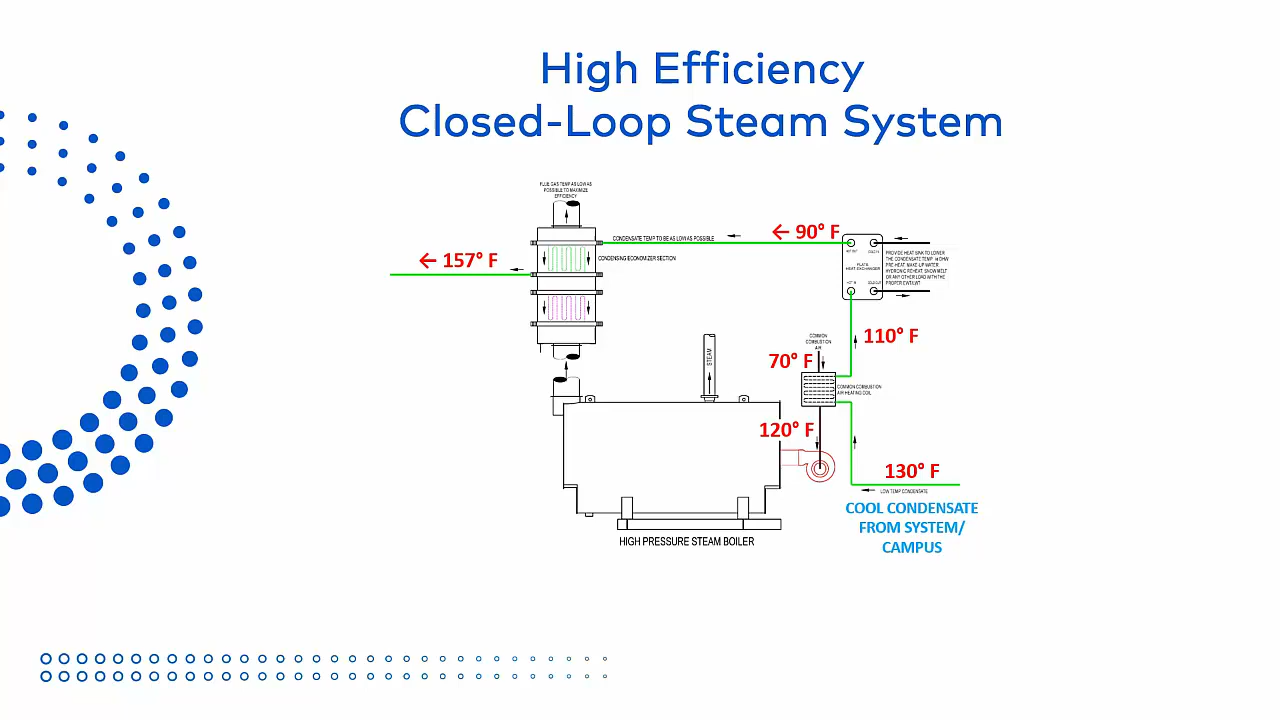 High Efficiency
Closed-Loop Steam System
FLUE GAS TEMP AS LOW AS
POSSIBLE TO MAXIMIZE
EFFICIENCY
← 157° F
CONDENSATE TEMP TO BE AS LOW AS POSSIBLE
← 90° F
CONDENSING ECONOMIZER SECTION
PLATE
HEAT EXCHANGER
PROVIDE HEAT SINK TO LOWER
THE CONDENSATE TEMP. IE DHW
PRE HEAT, MAKE-UP WATER,
HYDRONIC REHEAT, SNOW MELT
OR ANY OTHER LOAD WITH THE
PROPER EWT/LWT
110° F
COMMON
COMBUSTION
AIR
70° F
STEAM
COMMON COMBUSTION
AIR HEATING COIL
120° F
130° F
LOW TEMP CONDENSATE
COOL CONDENSATE
FROM SYSTEM/
CAMPUS
HIGH PRESSURE STEAM BOILER